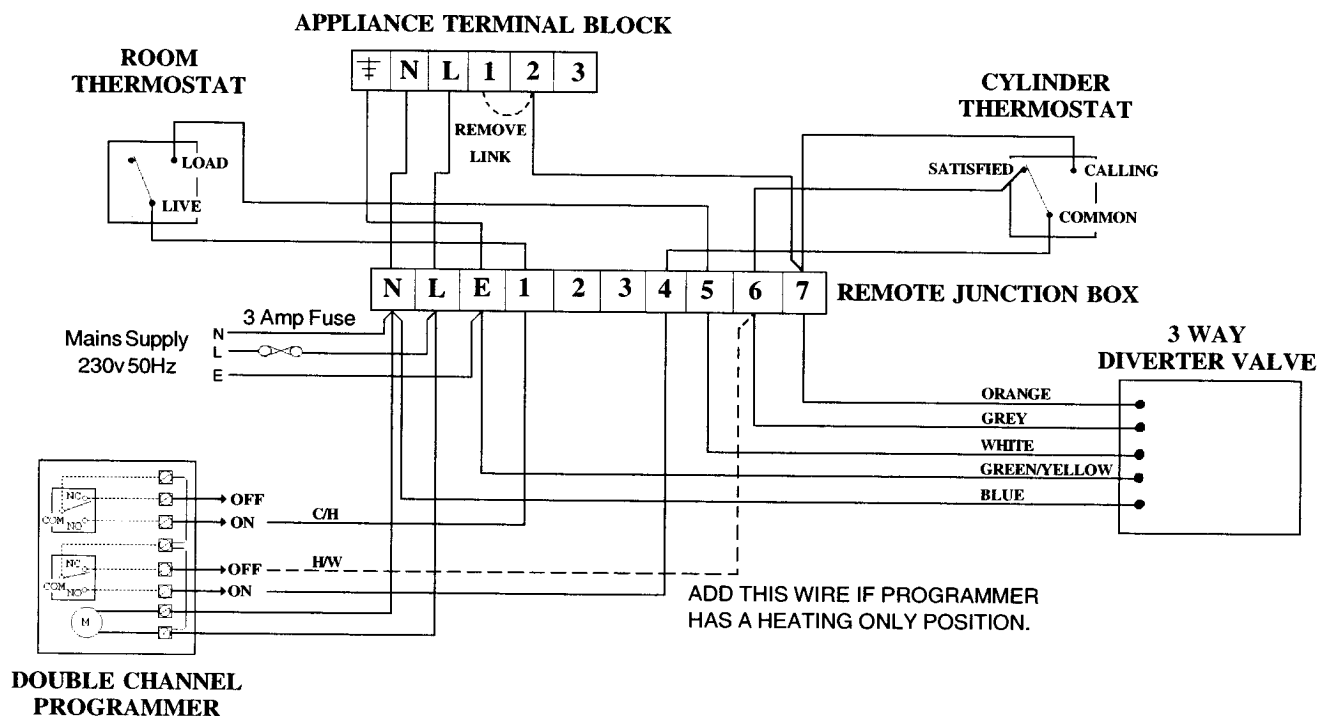 APPLIANCE TERMINAL BLOCK
ROOM
THERMOSTAT
N L 1 2 3
CYLINDER
THERMOSTAT
REMOVE
LINK
LOAD
LIVE
SATISFIED
CALLING
COMMON
N L E 1 2 3 4 5 6 7
REMOTE JUNCTION BOX
3 Amp Fuse
Mains Supply
230v 50Hz
N
L
E
3 WAY
DIVERTER VALVE
ORANGE
GREY
WHITE
GREEN/YELLOW
BLUE
NC
COM
NO
OFF
ON
C/H
NC
COM
NO
OFF
H/W
ON
M
ADD THIS WIRE IF PROGRAMMER
HAS A HEATING ONLY POSITION.
DOUBLE CHANNEL
PROGRAMMER